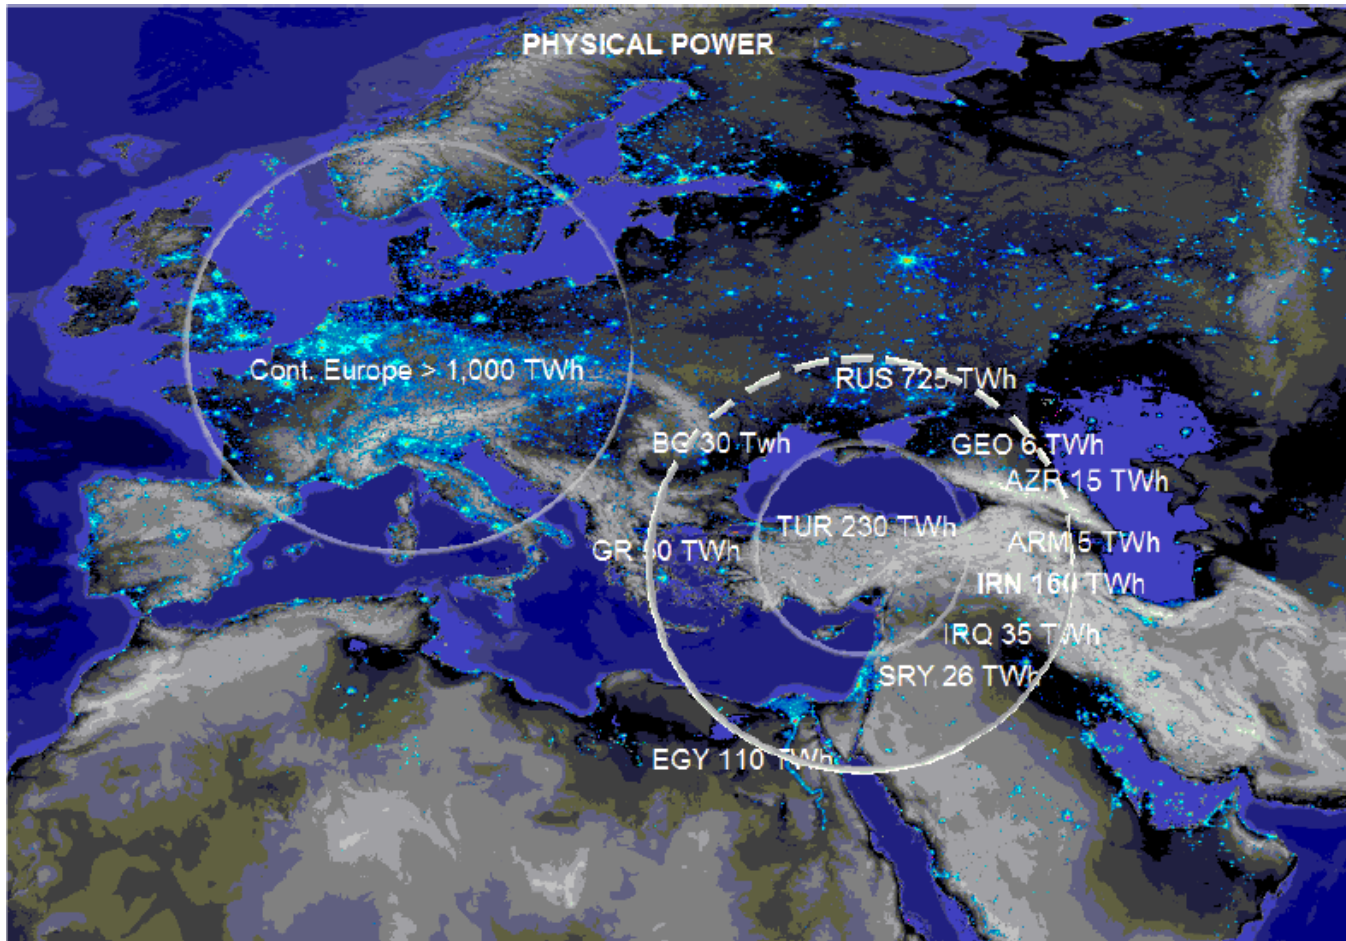 PHYSICAL POWER
Cont. Europe > 1,000 TWh
RUS 725 TWh
BG 30 Twh
GEO 6 TWh
AZR 15 TWh
TUR 230 TWh
GR 50 TWh
ARM 5 TWh
IRN 160 TWh
IRQ 35 TWh
SRY, 26 TWh
EGY 110 TWh